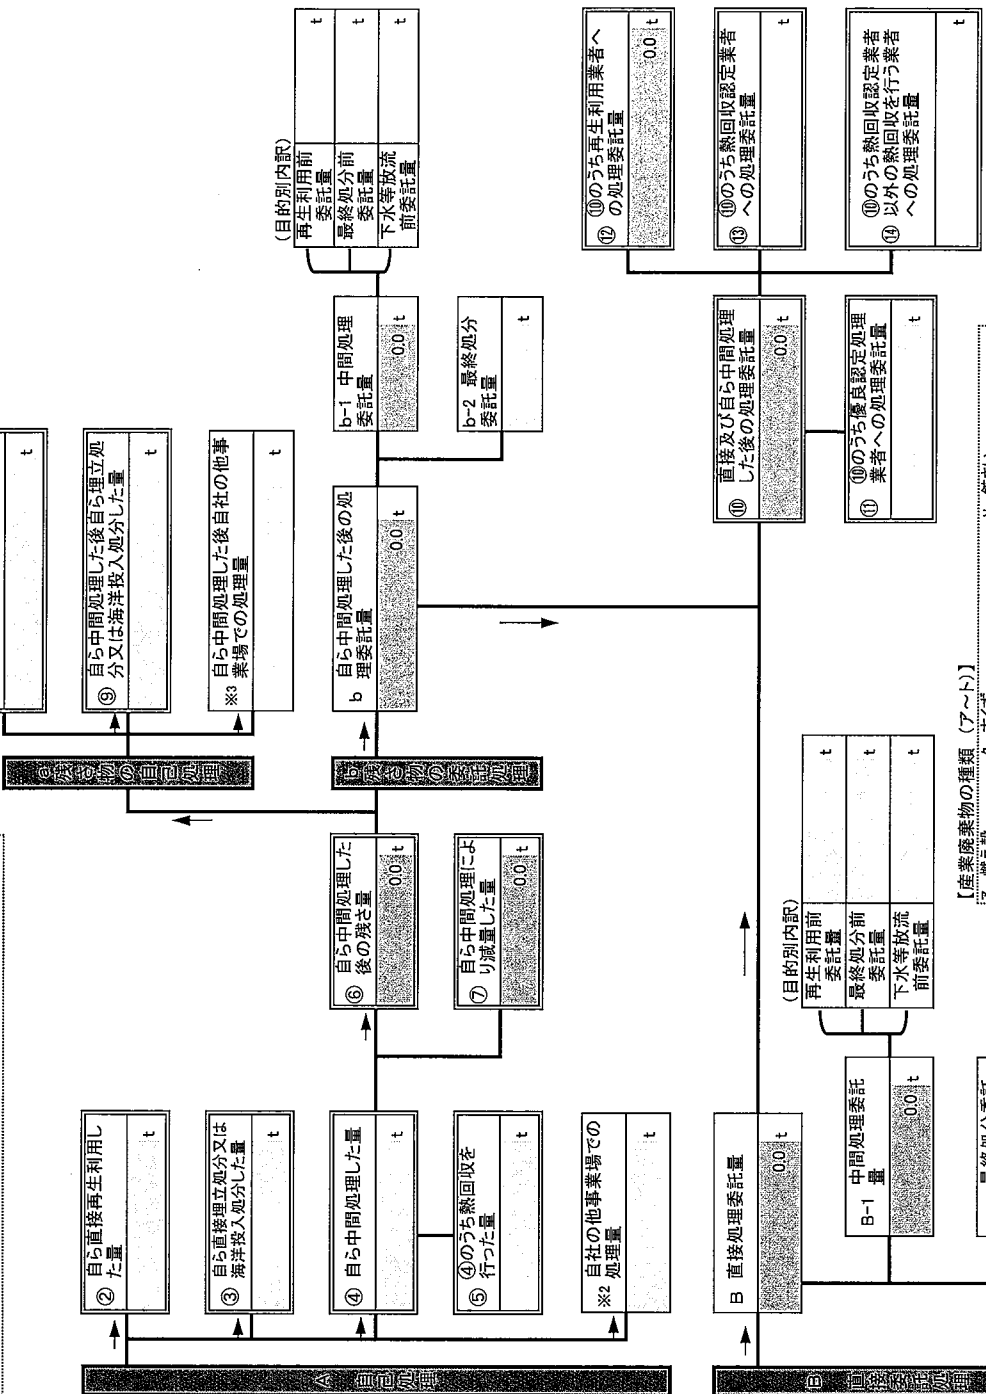 A 自己処理
② 自ら直接再生利用し
た量
t
③ 自ら直接埋立処分又は
海洋投入処分した量
t
④ 自ら中間処理した量
t
⑤ ④のうち熱回収を
行った量
t
※2 自社の他事業場での
処理量
t
⑥ 自ら中間処理した
後の残さ量
0.0 t
⑦ 自ら中間処理によ
り減量した量
0.0 t
a 残さ物の自己処理
t
⑨ 自ら中間処理した後自ら埋立処
分又は海洋投入処分した量
t
※3 自ら中間処理した後自社の他事
業場での処理量
t
b 残さ物の委託処理
b 自ら中間処理した後の処
理委託量
0.0 t
b-1 中間処理
委託量
0.0 t
b-2 最終処分
委託量
t
(目的別内訳)
再生利用前
委託量
t
最終処分前
委託量
t
下水等放流
前委託量
t
B 直接委託処理
B 直接処理委託量
0.0 t
B-1 中間処理委託
量
0.0 t
(目的別内訳)
再生利用前
委託量
t
最終処分前
委託量
t
下水等放流
前委託量
t
⑩ 直接及び自ら中間処理
した後の処理委託量
0.0 t
⑪ ⑩のうち優良認定処理
業者への処理委託量
t
⑫ ⑩のうち再生利用業者へ
の処理委託量
0.0 t
⑬ ⑩のうち熱回収認定業者
への処理委託量
t
⑭ ⑩のうち熱回収認定業者
以外の熱回収を行う業者
への処理委託量
t
【産業廃棄物の種類（ア～ト）】